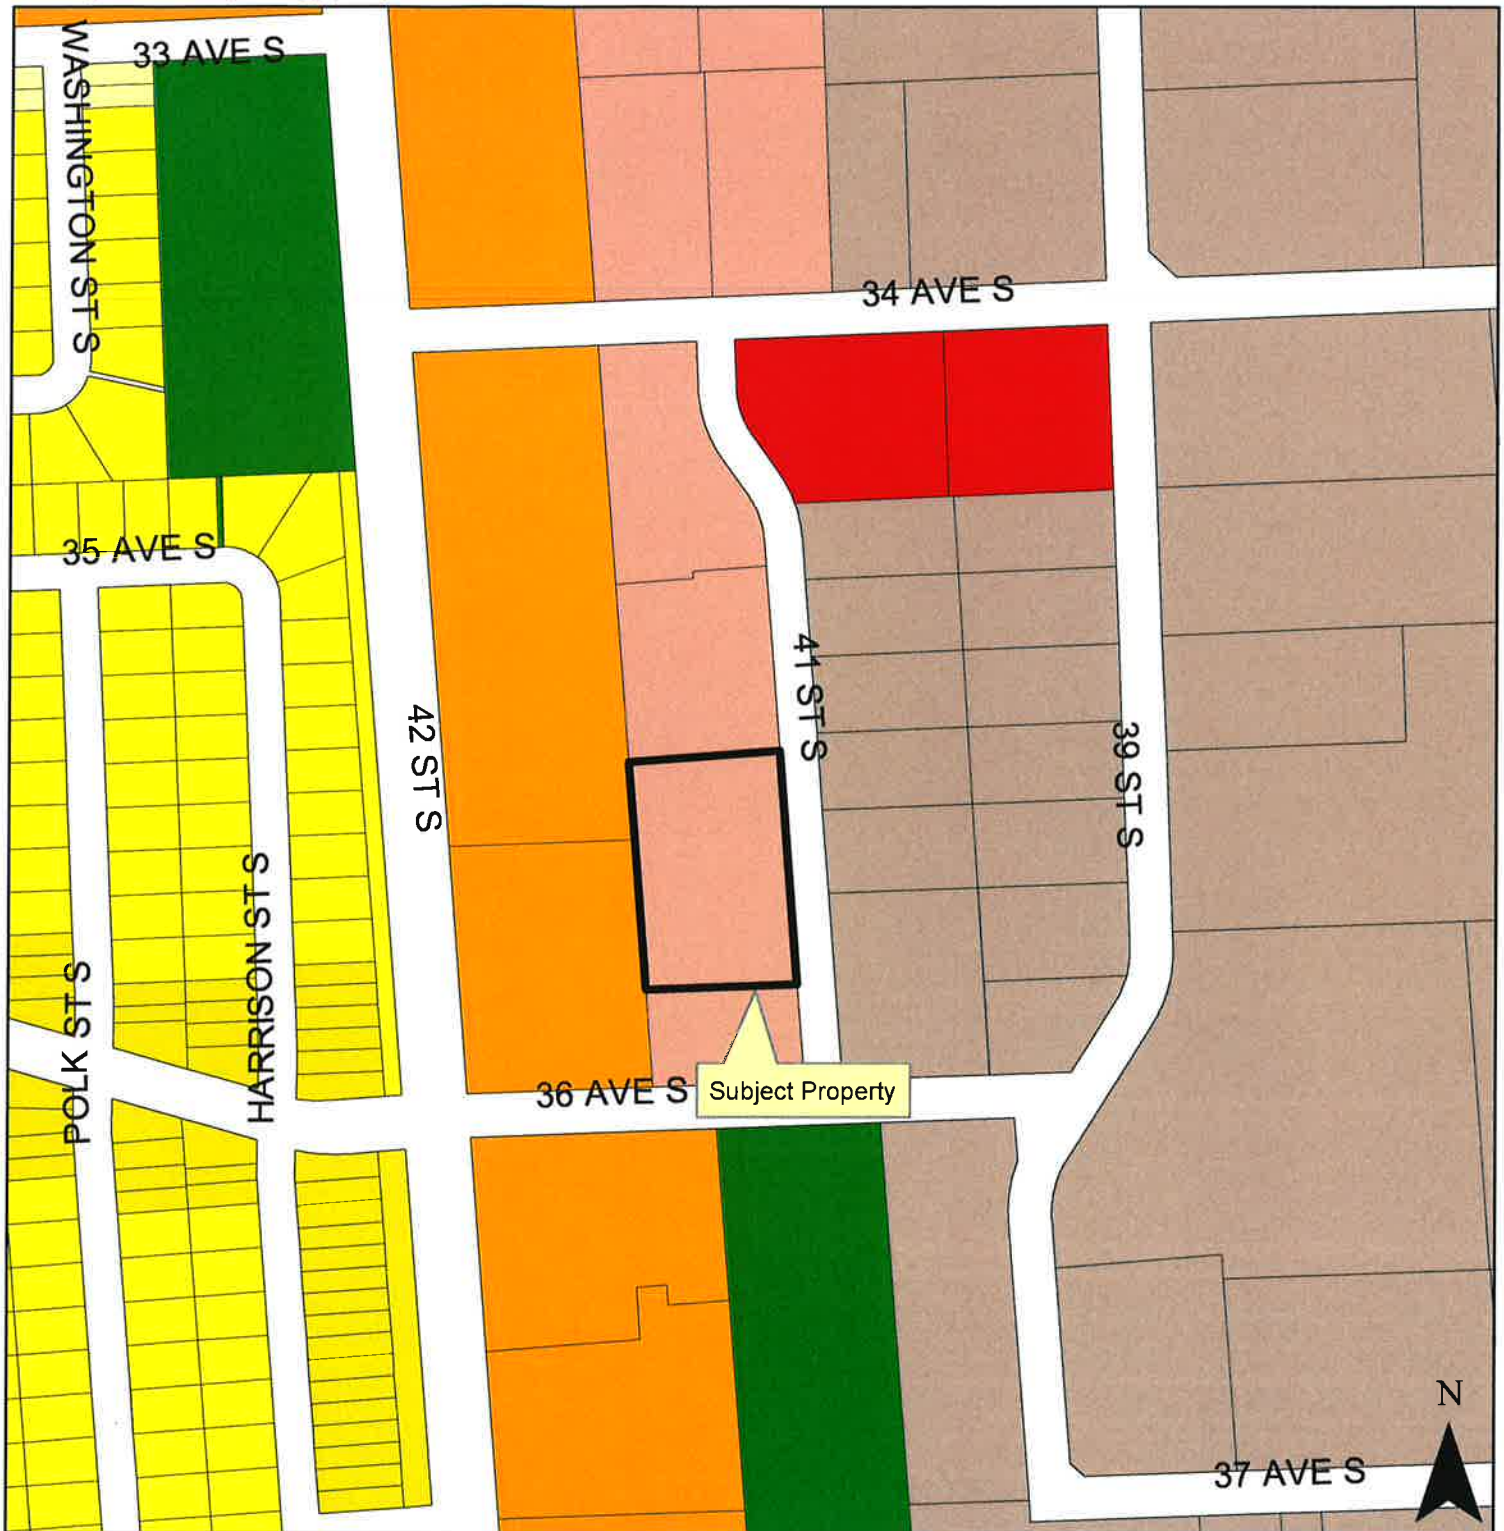 33 AVE S
WASHINGTON ST S
34 AVE S
35 AVE S
41 ST S
42 ST S
39 ST S
HARRISON ST S
POLK ST S
36 AVE S
Subject Property
N
37 AVE S